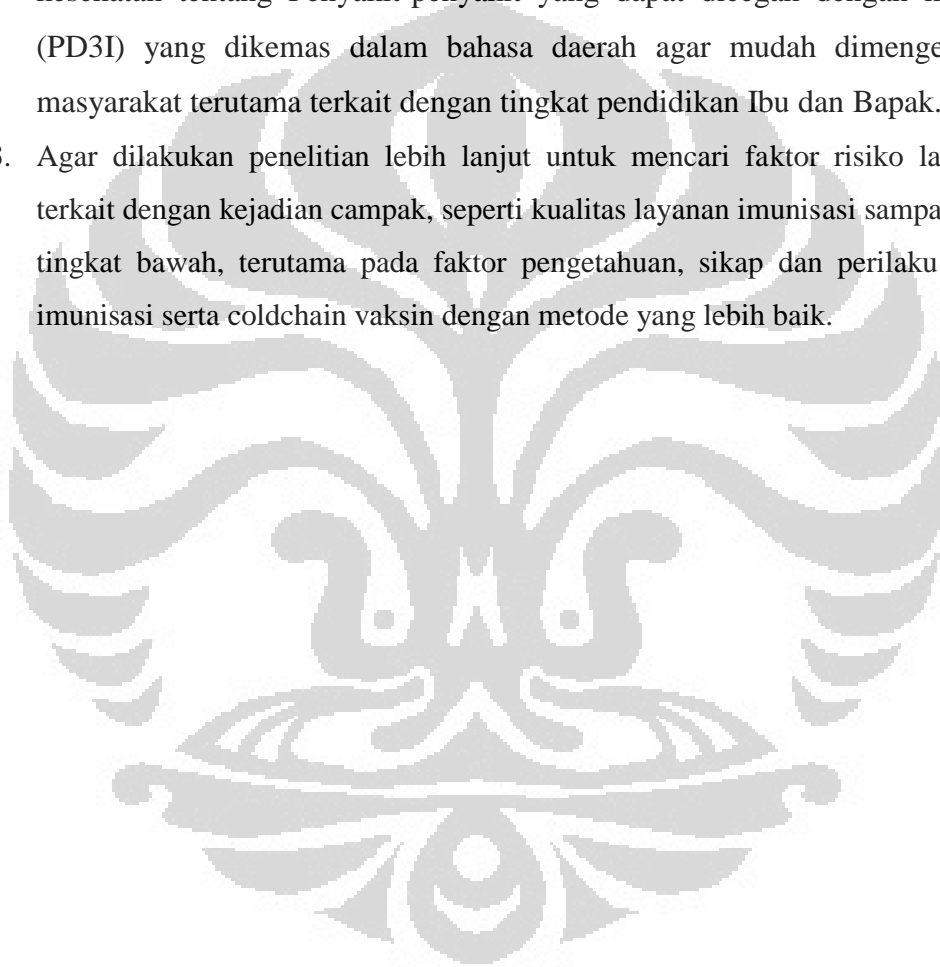 kesehatan tentang Penyakit-penyakit yang dapat dicegah dengan
(PD3I) yang dikemas dalam bahasa daerah agar mudah dimenge
masyarakat terutama terkait dengan tingkat pendidikan Ibu dan Bapak.
3. Agar dilakukan penelitian lebih lanjut untuk mencari faktor risiko la
terkait dengan kejadian campak, seperti kualitas layanan imunisasi sampa
tingkat bawah, terutama pada faktor pengetahuan, sikap dan perilaku
imunisasi serta coldchain vaksin dengan metode yang lebih baik.